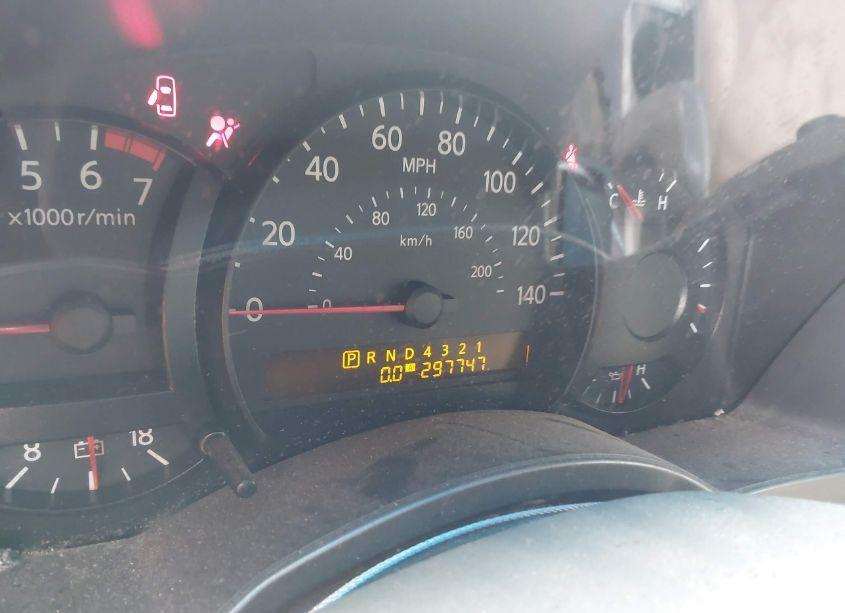 5 6 7
x1000r/min
0 20 40 60 80 100 120 140
MPH
0 40 80 120 160 200
km/h
C H
P R N D 4 3 2 1
0.0 A 297747
8 18
H